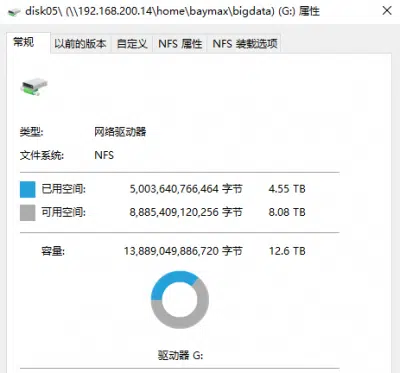 disk05\ (\\192.168.200.14\home\baymax\bigdata) (G:) 属性
常规 以前的版本 自定义 NFS 属性 NFS 装载选项
类型: 网络驱动器
文件系统: NFS
已用空间: 5,003,640,766,464 字节 4.55 TB
可用空间: 8,885,409,120,256 字节 8.08 TB
容量: 13,889,049,886,720 字节 12.6 TB
驱动器 G: